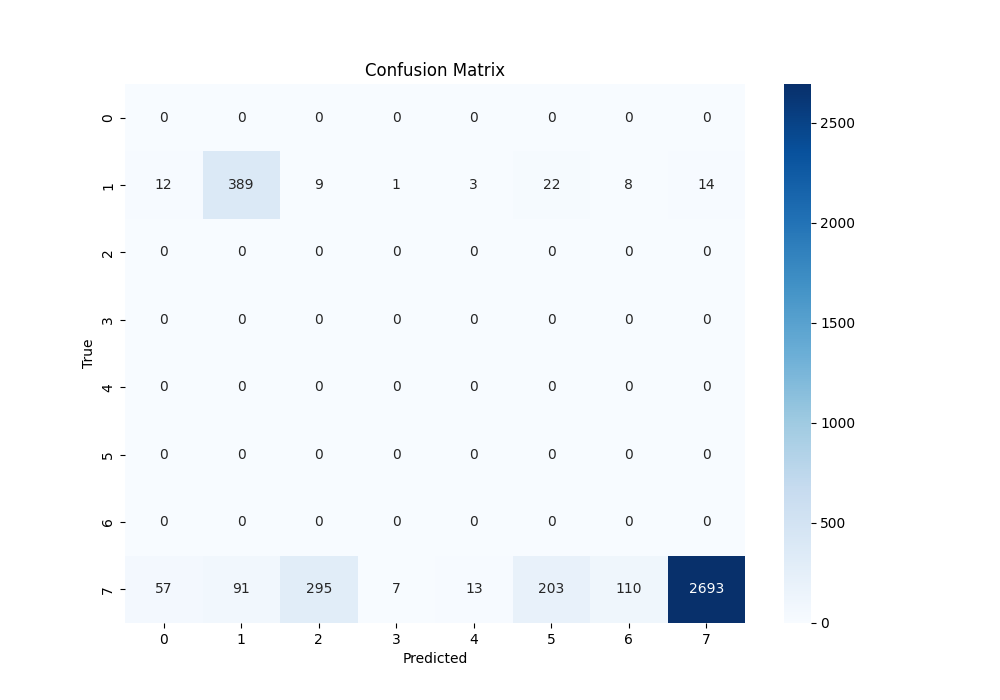 Confusion Matrix
0 0 0 0 0 0 0 0 0
1 12 389 9 1 3 22 8 14
2 0 0 0 0 0 0 0 0
3 0 0 0 0 0 0 0 0
4 0 0 0 0 0 0 0 0
5 0 0 0 0 0 0 0 0
6 0 0 0 0 0 0 0 0
7 57 91 295 7 13 203 110 2693
0 1 2 3 4 5 6 7
Predicted
True
2500
2000
1500
1000
500
0